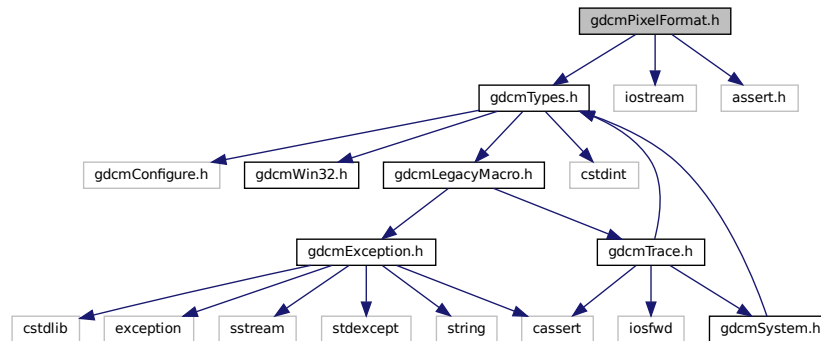 gdcmPixelFormat.h
gdcmTypes.h
iostream
assert.h
gdcmConfigure.h
gdcmWin32.h
gdcmLegacyMacro.h
cstdint
gdcmException.h
gdcmTrace.h
cstdlib
exception
sstream
stdexcept
string
cassert
iosfwd
gdcmSystem.h